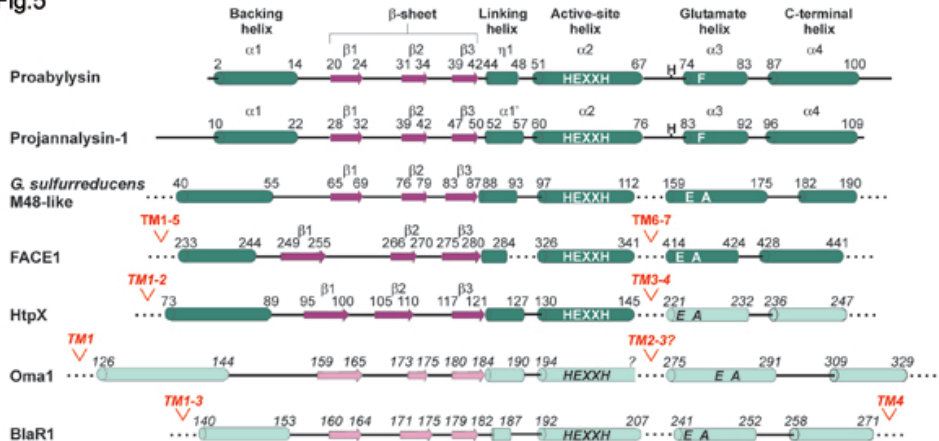 Fig.5
Backing helix β-sheet Linking helix Active-site helix Glutamate helix C-terminal helix
α1 β1 β2 β3 η1 α2 α3 α4
2 14 20 24 31 34 39 42 44 48 51 67 74 83 87 100
Proabylysin HEXXH H F
α1 β1 β2 β3 α1' α2 α3 α4
10 22 28 32 39 42 47 50 52 57 60 76 83 92 96 109
Projannalysin-1 HEXXH H F
β1 β2 β3
G. sulfurreducens 40 55 65 69 76 79 83 87 88 93 97 112 159 175 182 190
M48-like HEXXH E A
TM1-5 TM6-7
β1 β2 β3
233 244 249 255 266 270 275 280 284 326 341 414 424 428 441
FACE1 HEXXH E A
TM1-2 TM3-4
β1 β2 β3
73 89 95 100 105 110 117 121 127 130 145 221 232 236 247
HtpX HEXXH E A
TM1 TM2-3?
126 144 159 165 173 175 180 184 190 194 ? 275 291 309 329
Oma1 HEXXH E A
TM1-3 TM4
140 153 160 164 171 175 179 182 187 192 207 241 252 258 271
BlaR1 HEXXH E A